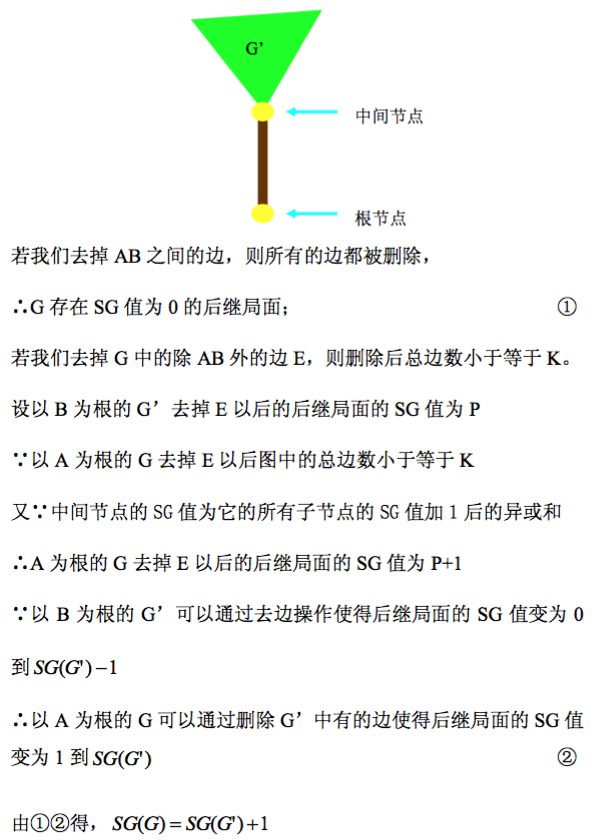 G’
中间节点
根节点
若我们去掉 AB 之间的边，则所有的边都被删除，
∴G 存在 SG 值为 0 的后继局面； ①
若我们去掉 G 中的除 AB 外的边 E，则删除后总边数小于等于 K。
设以 B 为根的 G’去掉 E 以后的后继局面的 SG 值为 P
∵以 A 为根的 G 去掉 E 以后图中的总边数小于等于 K
又∵中间节点的 SG 值为它的所有子节点的 SG 值加 1 后的异或和
∴A 为根的 G 去掉 E 以后的后继局面的 SG 值为 P+1
∵以 B 为根的 G’可以通过去边操作使得后继局面的 SG 值变为 0
到 SG(G')−1
∴以 A 为根的 G 可以通过删除 G’中有的边使得后继局面的 SG 值
变为 1 到 SG(G') ②
由①②得，SG(G) = SG(G')+1